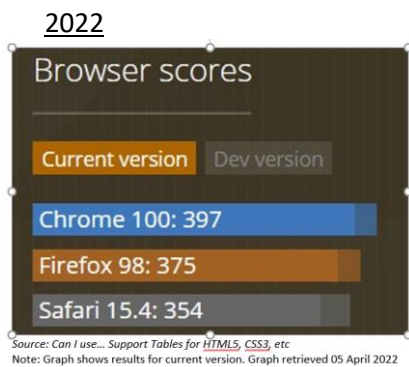 2022
Browser scores
Current version Dev version
Chrome 100: 397
Firefox 98: 375
Safari 15.4: 354
Source: Can I use... Support Tables for HTML5, CSS3, etc
Note: Graph shows results for current version. Graph retrieved 05 April 2022